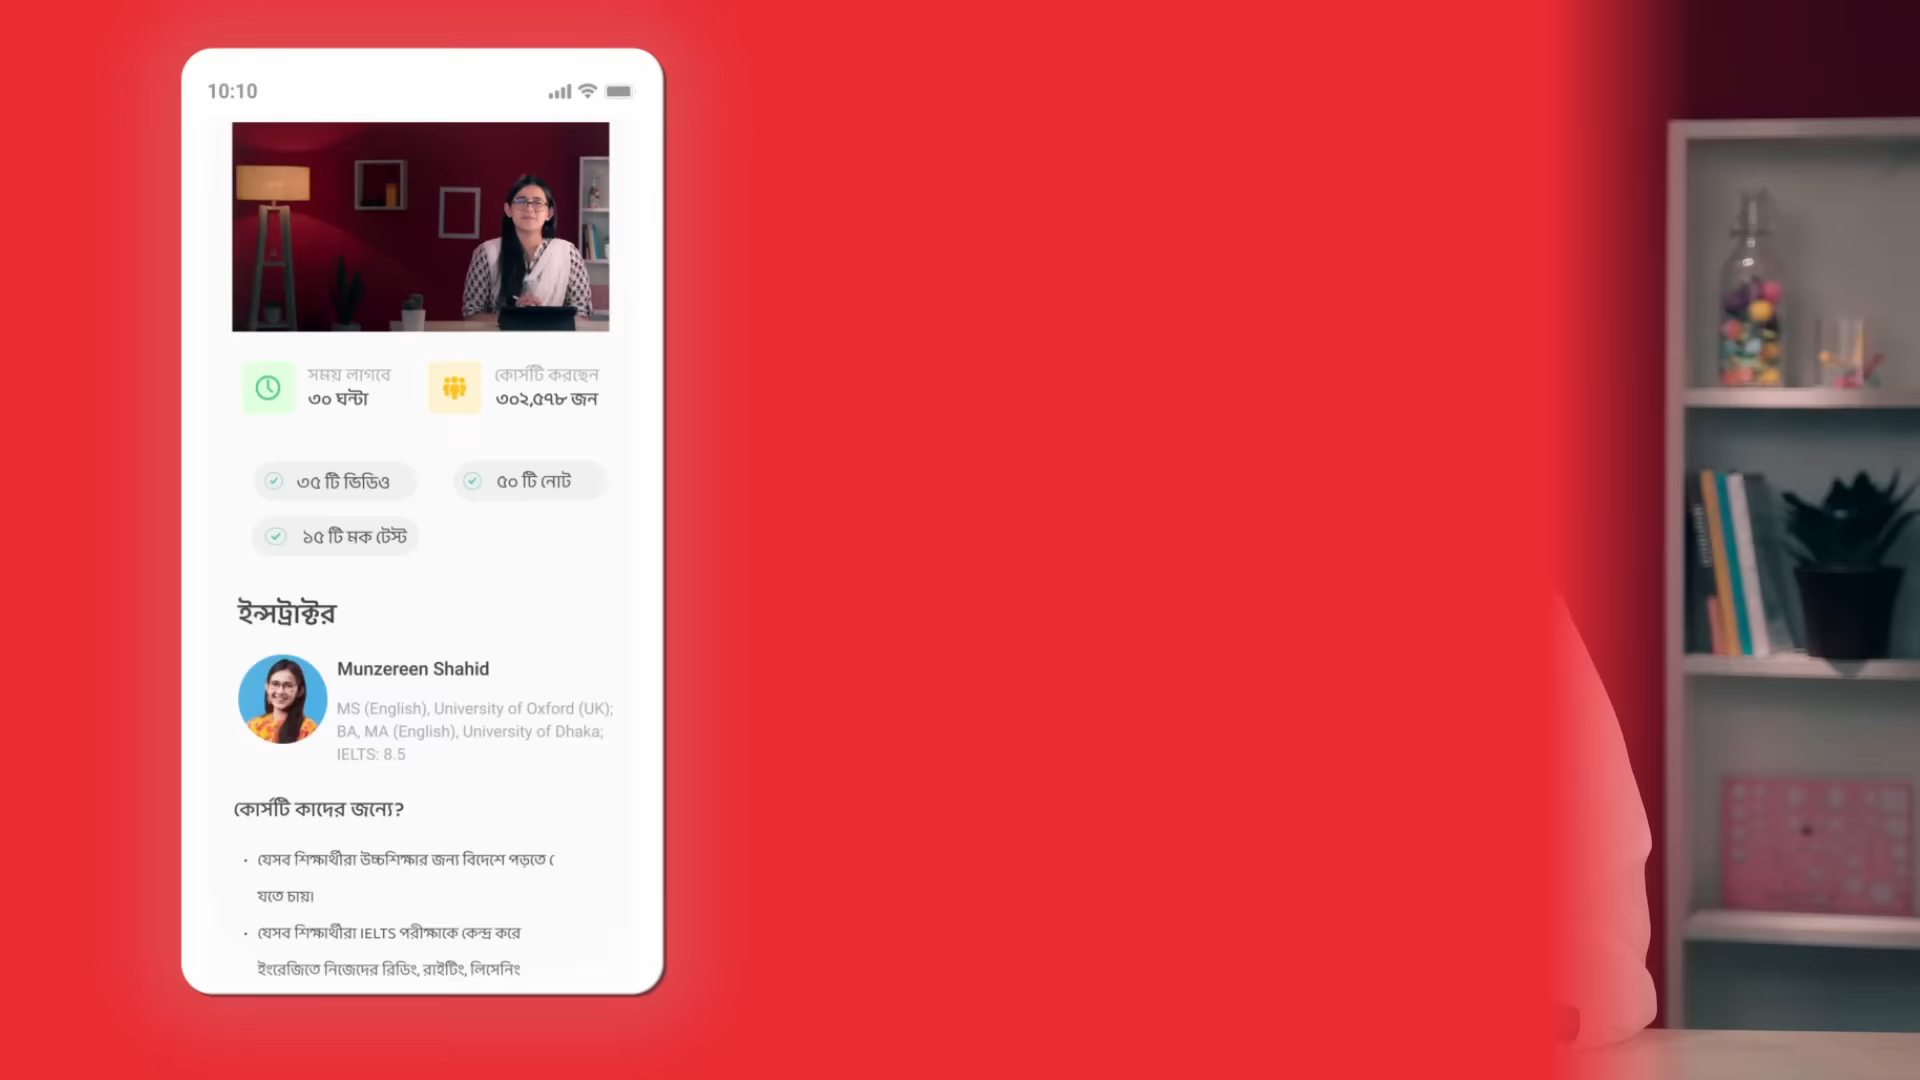 10:10
সময় লাগবে
৩০ ঘন্টা
কোর্সটি করছেন
৩০২,৫৭৮ জন
৩৫ টি ভিডিও
৫০ টি নোট
১৫ টি মক টেস্ট
ইন্সট্রাক্টর
Munzereen Shahid
MS (English), University of Oxford (UK);
BA, MA (English), University of Dhaka;
IELTS: 8.5
কোর্সটি কাদের জন্যে?
• যেসব শিক্ষার্থীরা উচ্চশিক্ষার জন্য বিদেশে পড়তে ে
যতে চায়।
• যেসব শিক্ষার্থীরা IELTS পরীক্ষাকে কেন্দ্র করে
ইংরেজিতে নিজেদের রিডিং, রাইটিং, লিসেনিং